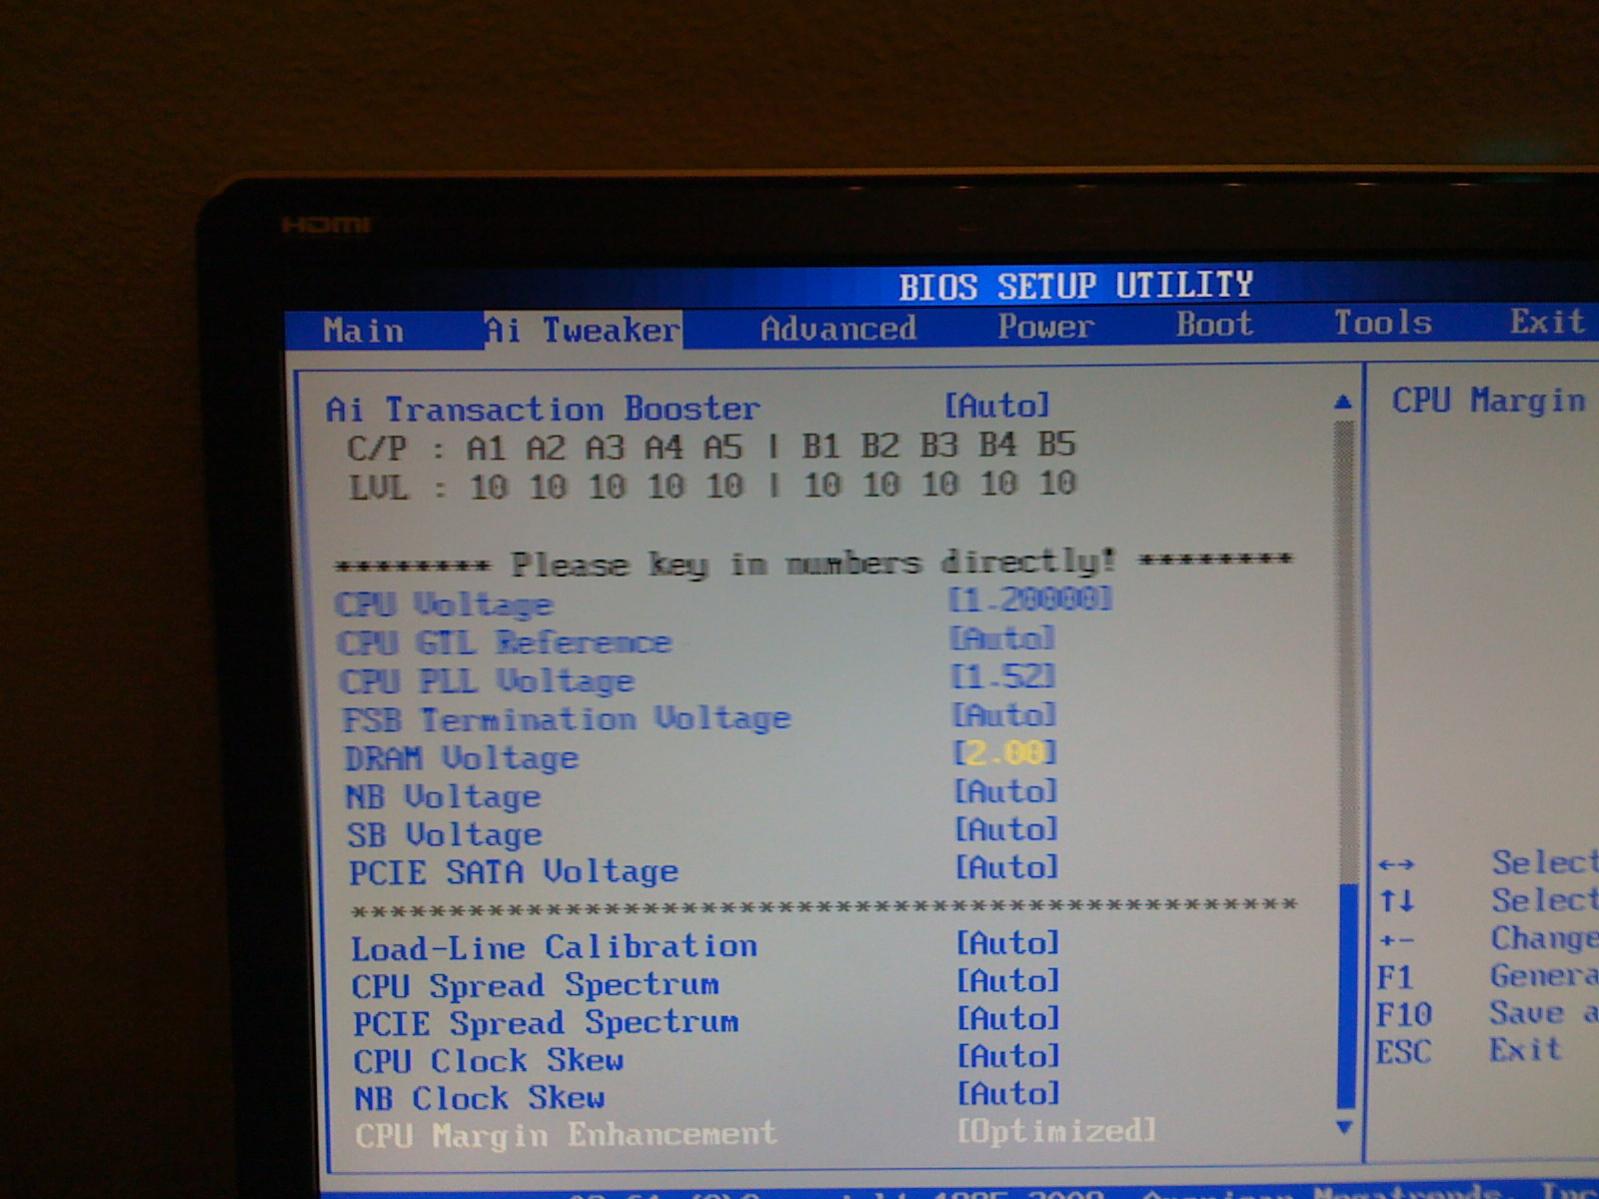 HDMI
BIOS SETUP UTILITY
Main Ai Tweaker Advanced Power Boot Tools Exit
Ai Transaction Booster [Auto]
C/P : A1 A2 A3 A4 A5 | B1 B2 B3 B4 B5
LVL : 10 10 10 10 10 | 10 10 10 10 10
******** Please key in numbers directly! ********
CPU Voltage [1.20000]
CPU GTL Reference [Auto]
CPU PLL Voltage [1.52]
FSB Termination Voltage [Auto]
DRAM Voltage [2.00]
NB Voltage [Auto]
SB Voltage [Auto]
PCIE SATA Voltage [Auto]
************************************************
Load-Line Calibration [Auto]
CPU Spread Spectrum [Auto]
PCIE Spread Spectrum [Auto]
CPU Clock Skew [Auto]
NB Clock Skew [Auto]
CPU Margin Enhancement [Optimized]
CPU Margin
←→ Select
↑↓ Select
+- Change
F1 Genera
F10 Save a
ESC Exit